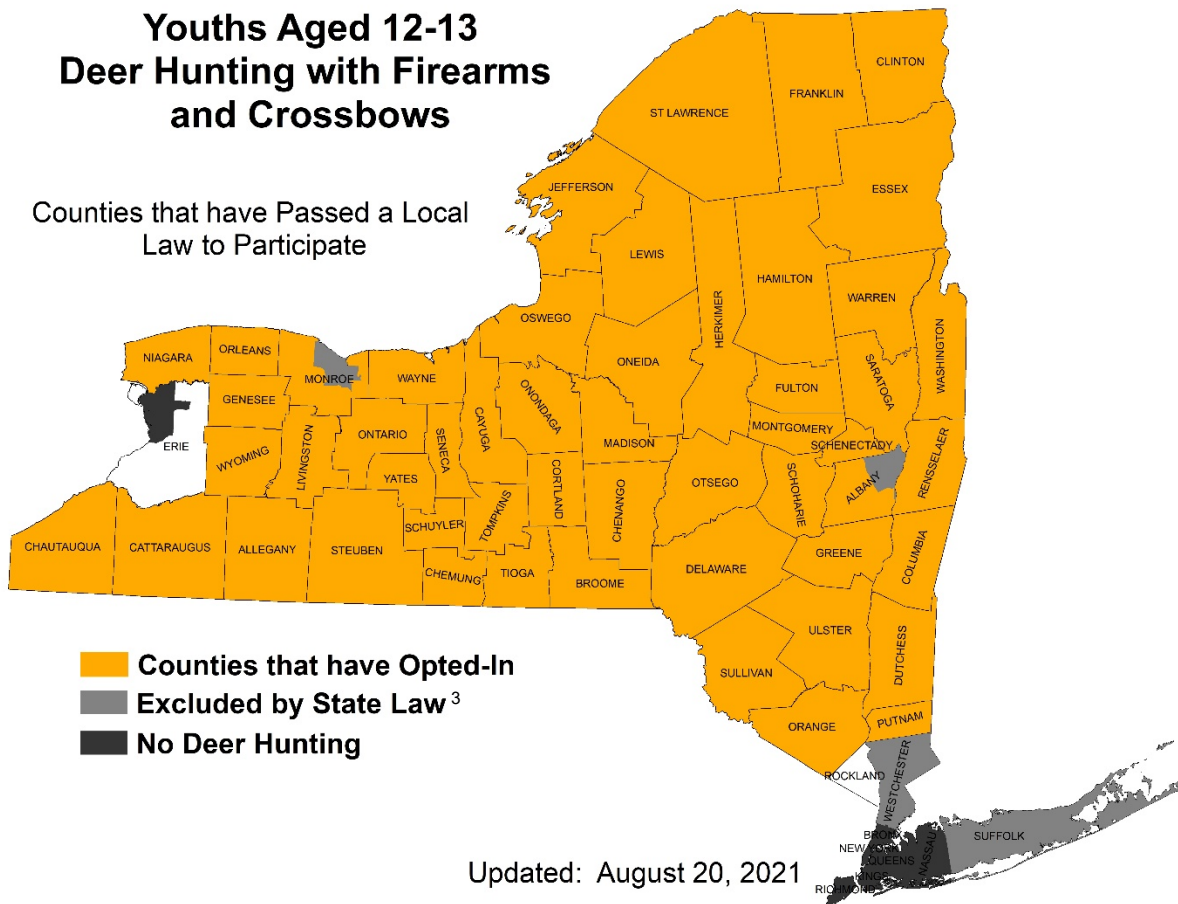 Youths Aged 12-13
Deer Hunting with Firearms
and Crossbows
Counties that have Passed a Local
Law to Participate
CLINTON
FRANKLIN
ST LAWRENCE
ESSEX
JEFFERSON
LEWIS
HAMILTON
HERKIMER
WARREN
WASHINGTON
OSWEGO
ONEIDA
SARATOGA
NIAGARA
ORLEANS
MONROE
WAYNE
FULTON
GENESEE
CAYUGA
ONONDAGA
MONTGOMERY
SCHENECTADY
ERIE
WYOMING
LIVINGSTON
ONTARIO
SENECA
MADISON
RENSSELAER
YATES
CORTLAND
OTSEGO
SCHOHARIE
ALBANY
SCHUYLER
TOMPKINS
CHENANGO
CHAUTAUQUA
CATTARAUGUS
ALLEGANY
STEUBEN
CHEMUNG
TIOGA
BROOME
DELAWARE
GREENE
COLUMBIA
ULSTER
DUTCHESS
SULLIVAN
ORANGE
PUTNAM
ROCKLAND
WESTCHESTER
SUFFOLK
BRONX
NEW YORK
QUEENS
NASSAU
KINGS
RICHMOND
Counties that have Opted-In
Excluded by State Law 3
No Deer Hunting
Updated: August 20, 2021